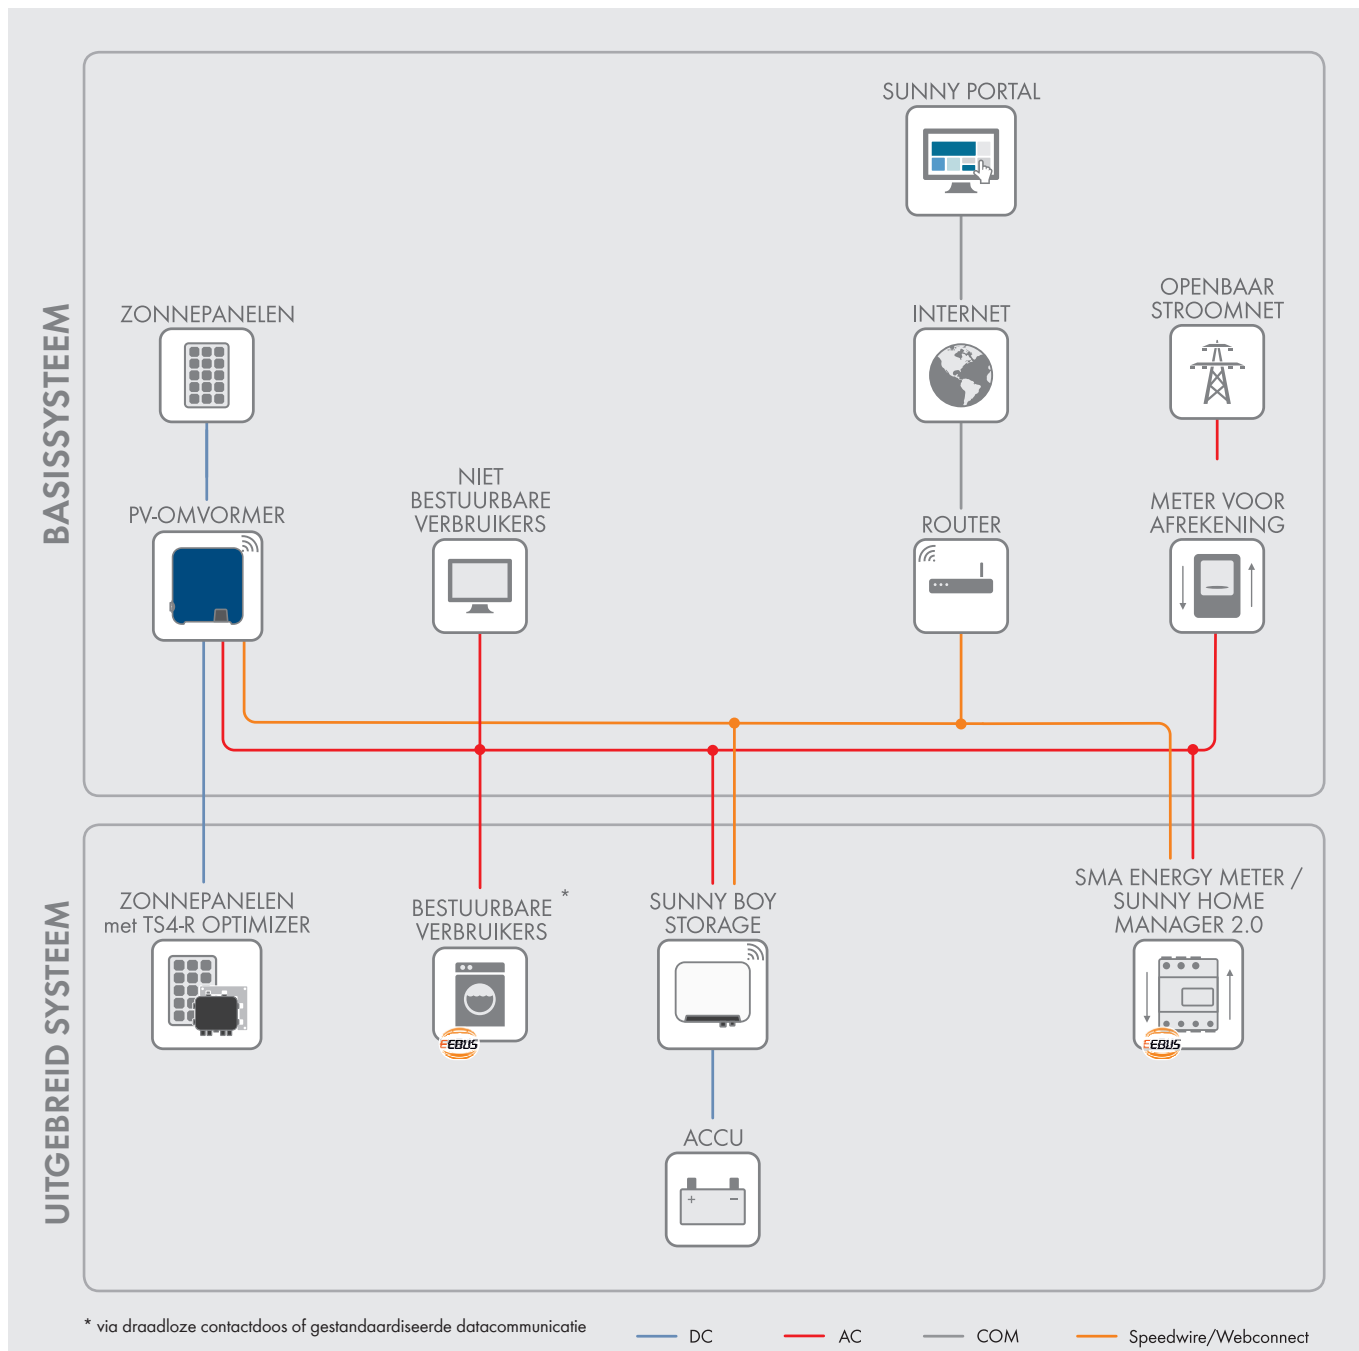 BASISSYSTEEM
SUNNY PORTAL
ZONNEPANELEN
INTERNET
OPENBAAR
STROOMNET
PV-OMVORMER
NIET
BESTUURBARE
VERBRUIKERS
ROUTER
METER VOOR
AFREKENING
UITGEBREID SYSTEEM
ZONNEPANELEN
met TS4-R OPTIMIZER
BESTUURBARE *
VERBRUIKERS
EEBUS
SUNNY BOY
STORAGE
SMA ENERGY METER /
SUNNY HOME
MANAGER 2.0
EEBUS
ACCU
+ −
* via draadloze contactdoos of gestandaardiseerde datacommunicatie
DC
AC
COM
Speedwire/Webconnect